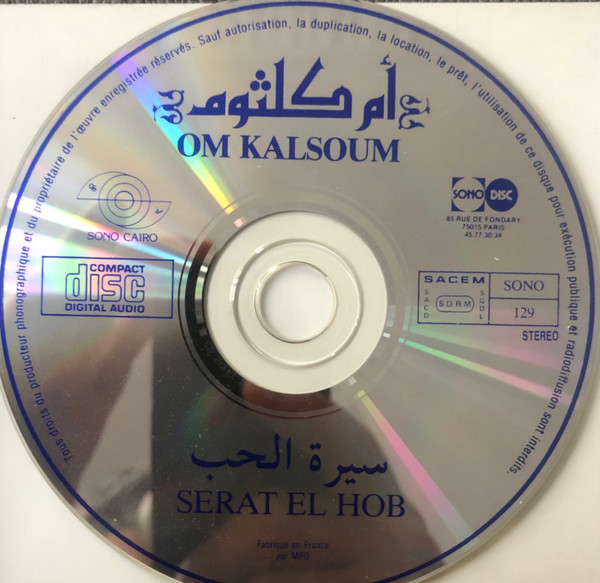 Tous droits du producteur phonographique et du propriétaire de l'œuvre enregistrée réservés. Sauf autorisation, la duplication, la location, le prêt, l'utilisation de ce disque pour exécution publique et radiodiffusion sont interdits.
أم كلثوم
OM KALSOUM
SONO CAIRO
SONO DISC
85 RUE DE FONDARY
75015 PARIS
45.77.30.34
COMPACT
disc
DIGITAL AUDIO
SACEM
SACD
SDRM
SGDL
SONO
129
STEREO
سيرة الحب
SERAT EL HOB
Fabriqué en France
par MPO